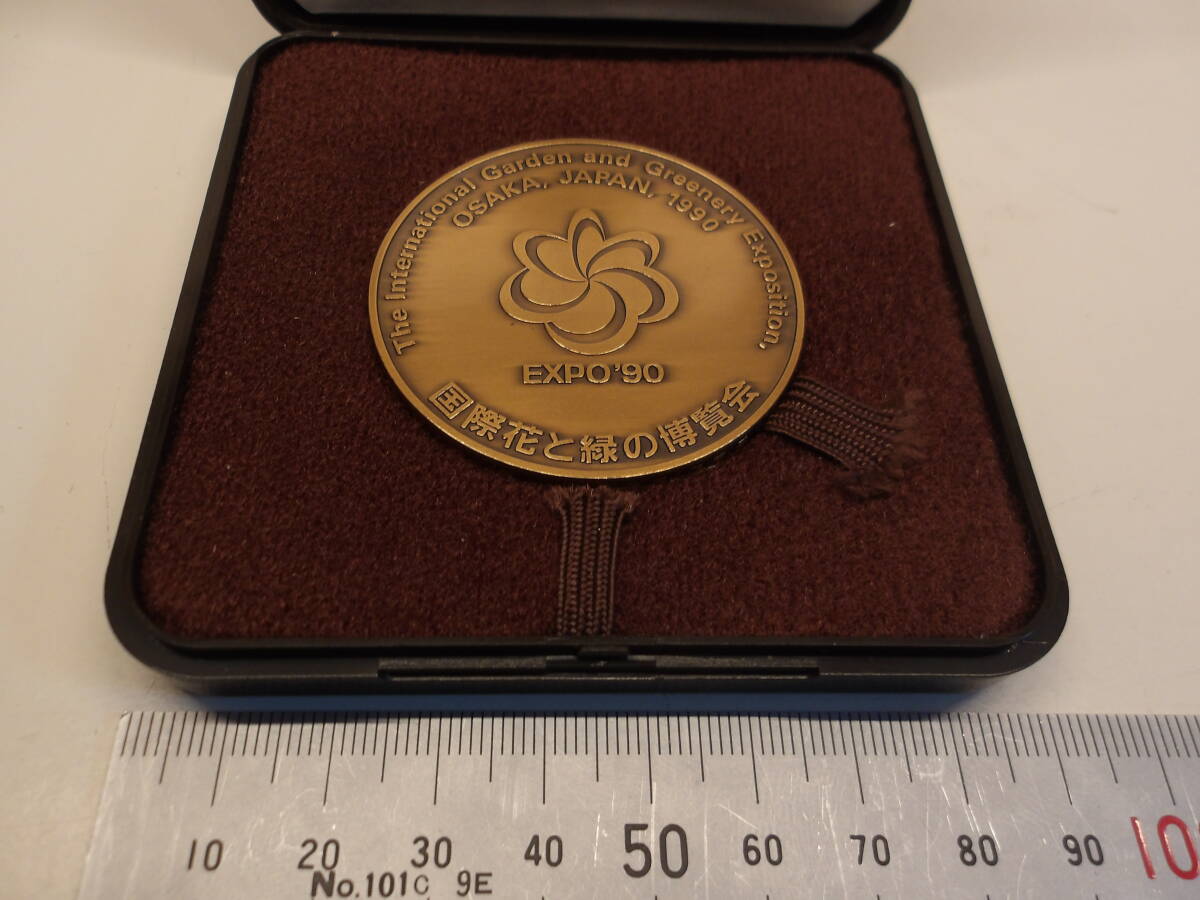 The International Garden and Greenery Exposition,
OSAKA, JAPAN, 1990
EXPO'90
国際花と緑の博覧会
10 20 30 40 50 60 70 80 90 100
No.101C 9E